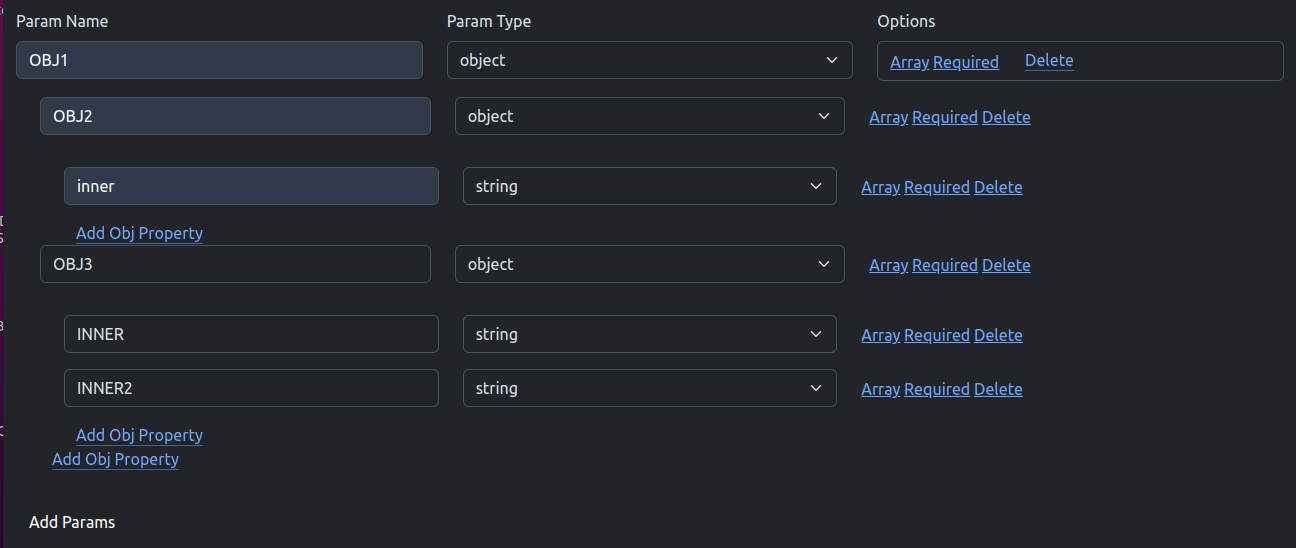 Param Name Param Type Options
OBJ1 object Array Required Delete
OBJ2 object Array Required Delete
inner string Array Required Delete
Add Obj Property
OBJ3 object Array Required Delete
INNER string Array Required Delete
INNER2 string Array Required Delete
Add Obj Property
Add Obj Property
Add Params